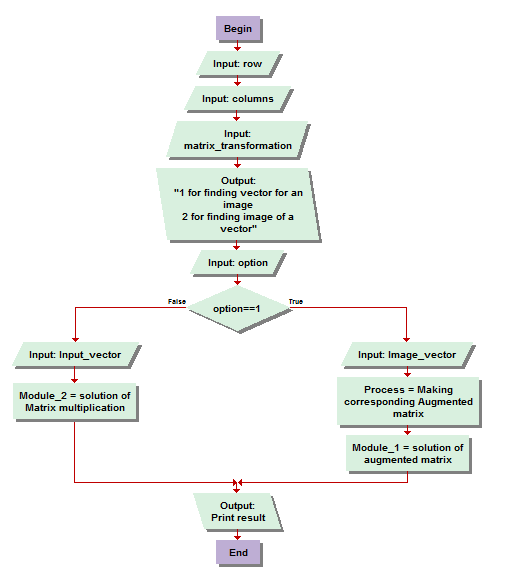 Begin
Input: row
Input: columns
Input:
matrix_transformation
Output:
"1 for finding vector for an
image
2 for finding image of a
vector"
Input: option
False
option==1
True
Input: Input_vector
Input: Image_vector
Module_2 = solution of
Matrix multiplication
Process = Making
corresponding Augmented
matrix
Module_1 = solution of
augmented matrix
Output:
Print result
End